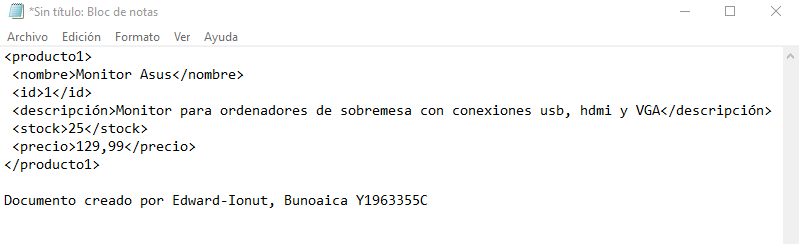 *Sin título: Bloc de notas
Archivo Edición Formato Ver Ayuda
<producto1>
<nombre>Monitor Asus</nombre>
<id>1</id>
<descripción>Monitor para ordenadores de sobremesa con conexiones usb, hdmi y VGA</descripción>
<stock>25</stock>
<precio>129,99</precio>
</producto1>
Documento creado por Edward-Ionut, Bunoaica Y1963355C